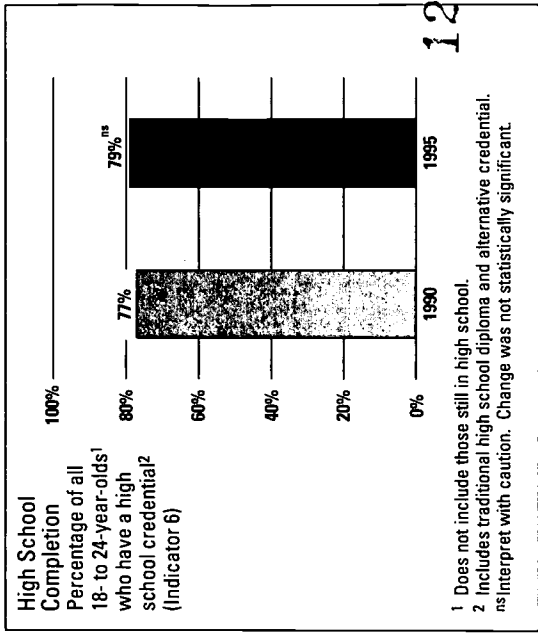 High School
Completion
Percentage of all
18- to 24-year-olds¹
who have a high
school credential²
(Indicator 6)
100%
80%
60%
40%
20%
0%
77%
79%ⁿˢ
1990
1995
1 Does not include those still in high school.
2 Includes traditional high school diploma and alternative credential.
ns Interpret with caution. Change was not statistically significant.
12